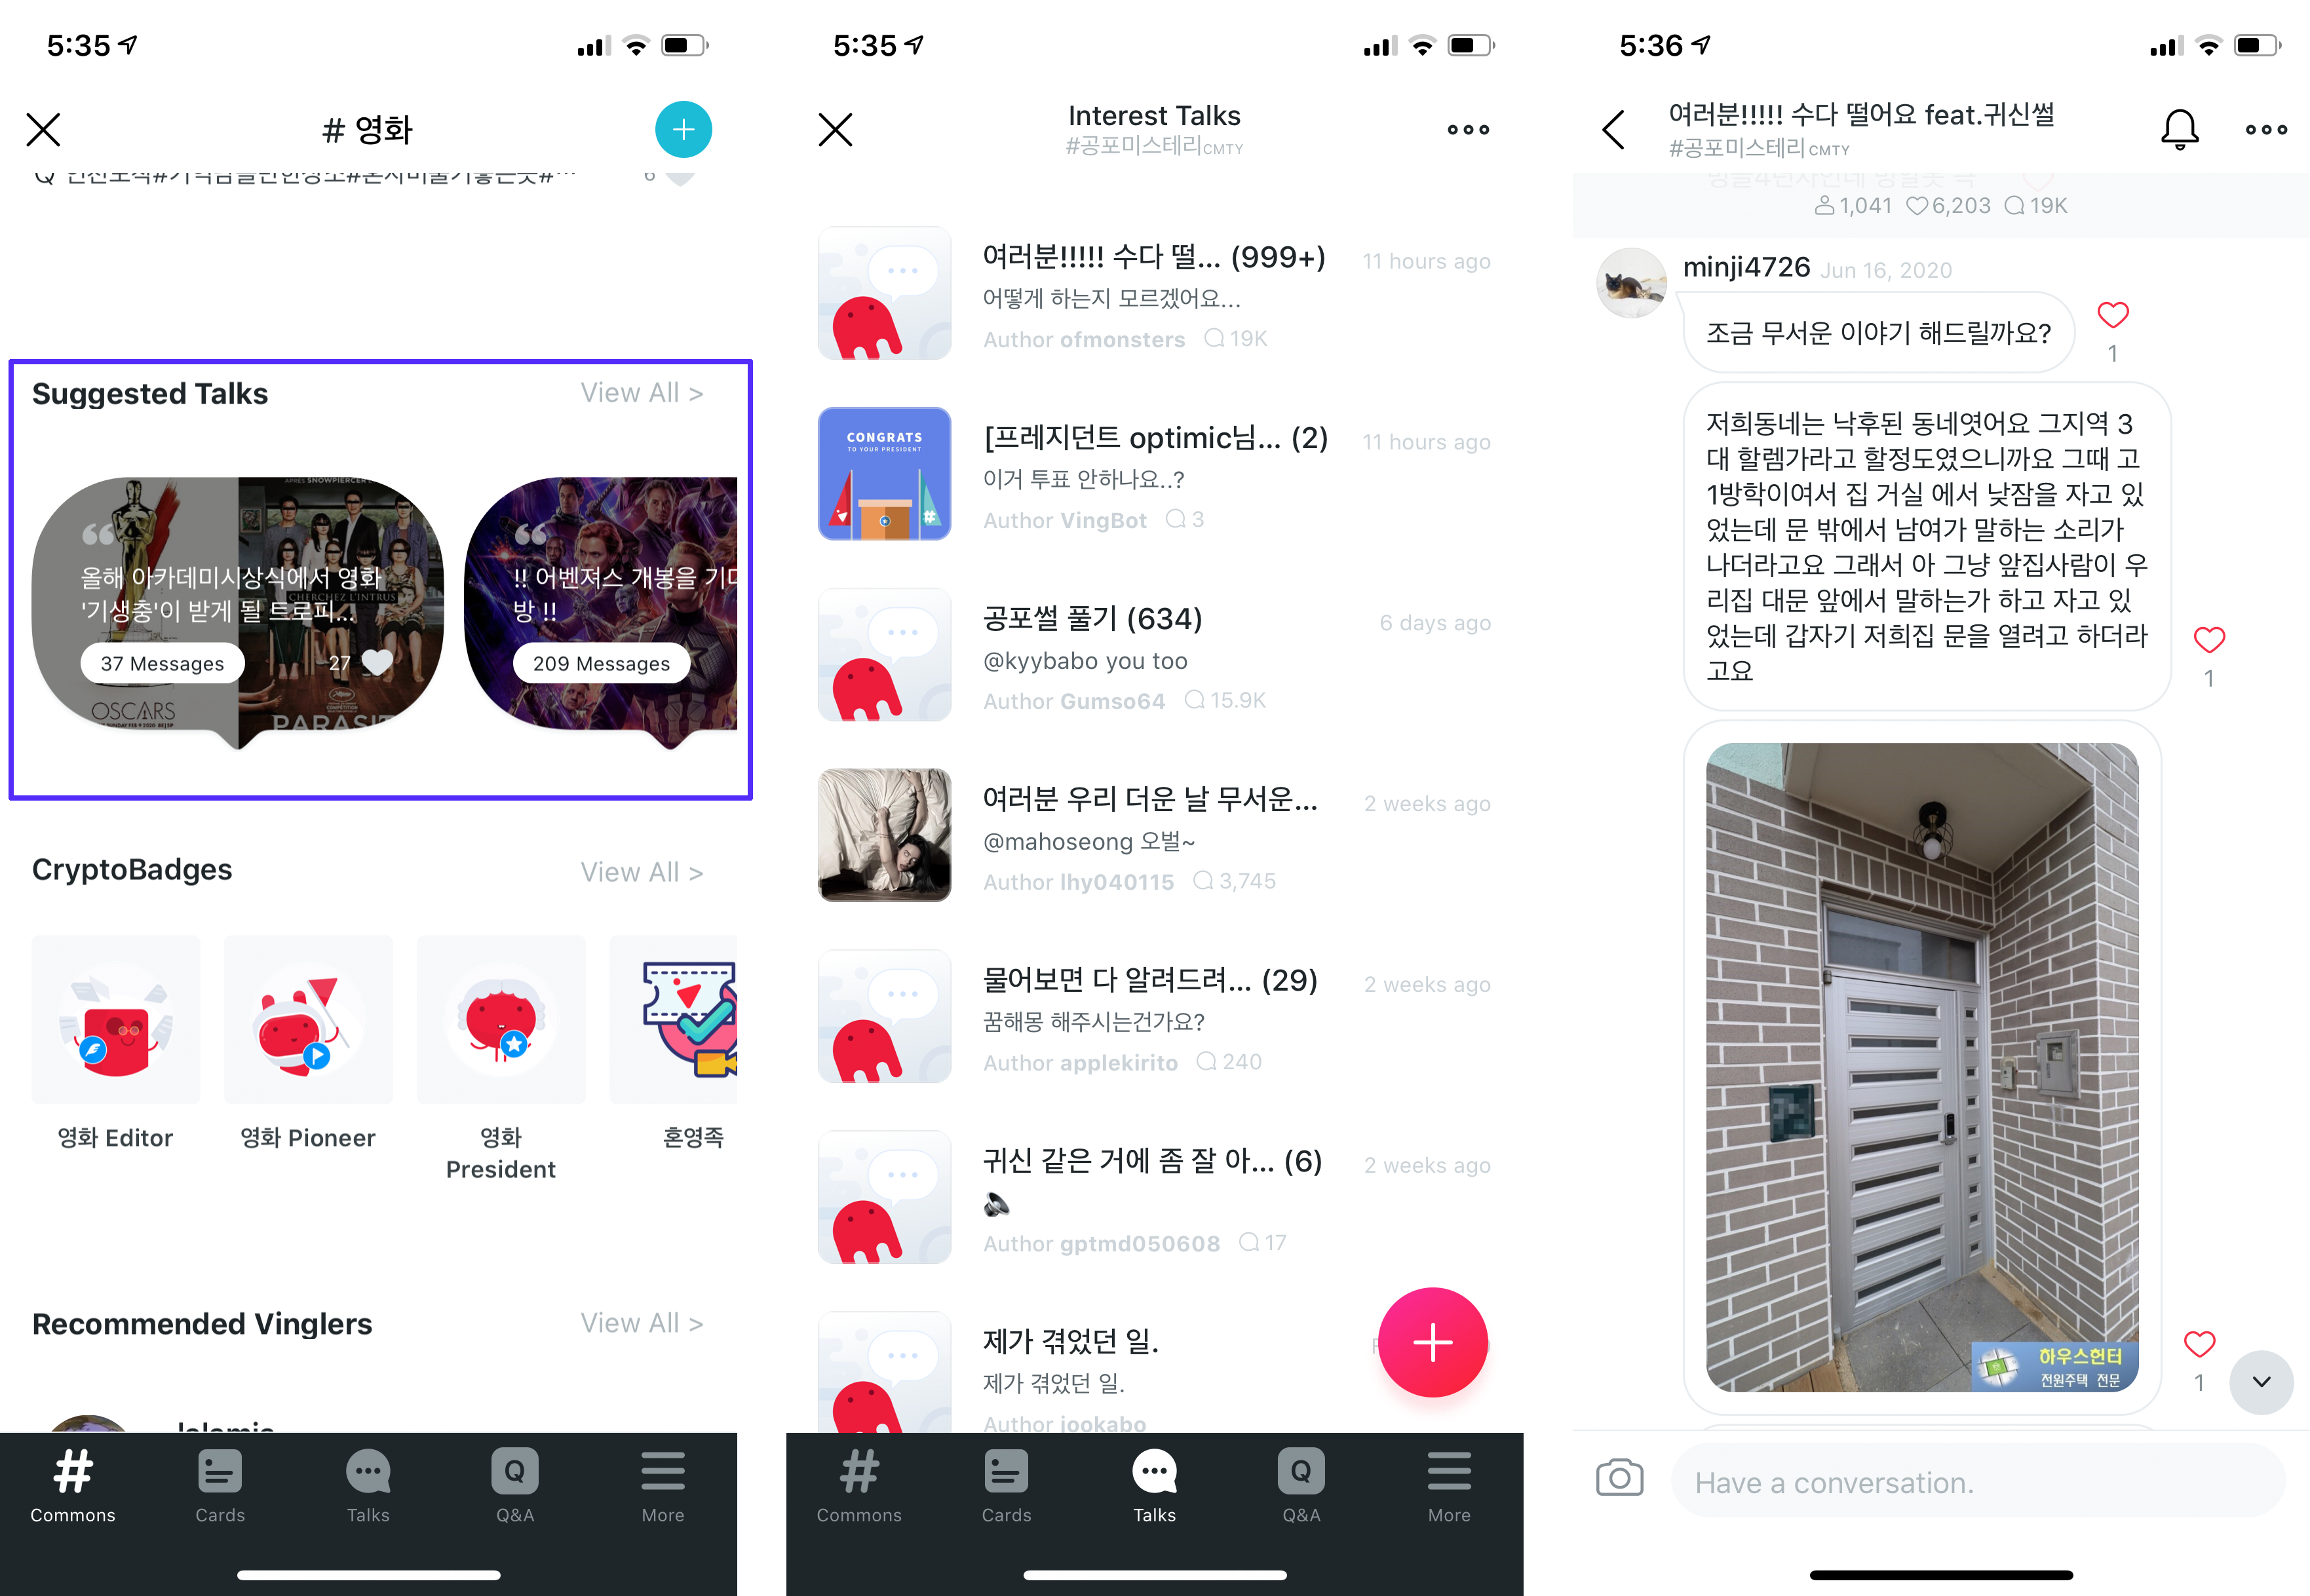 5:35
# 영화
6
Suggested Talks
View All >
APRÈS SNOWPIERCER
올해 아카데미시상식에서 영화
CHERCHEZ L'INTRUS
'기생충'이 받게 될 트로피...
37 Messages
27
OSCARS
PARASIT
!! 어벤져스 개봉을 기다
방 !!
209 Messages
CryptoBadges
View All >
영화 Editor
영화 Pioneer
영화
President
혼영족
Recommended Vinglers
View All >
Commons
Cards
Talks
Q
Q&A
More
5:35
Interest Talks
#공포미스테리CMTY
여러분!!!!! 수다 떨... (999+)
11 hours ago
어떻게 하는지 모르겠어요...
Author ofmonsters
19K
CONGRATS
TO YOUR PRESIDENT
#
[프레지던트 optimic님... (2)
11 hours ago
이거 투표 안하나요..?
Author VingBot
3
공포썰 풀기 (634)
6 days ago
@kyybabo you too
Author Gumso64
15.9K
여러분 우리 더운 날 무서운...
2 weeks ago
@mahoseong 오벌~
Author lhy040115
3,745
물어보면 다 알려드려... (29)
2 weeks ago
꿈해몽 해주시는건가요?
Author applekirito
240
귀신 같은 거에 좀 잘 아... (6)
2 weeks ago
Author gptmd050608
17
제가 겪었던 일.
제가 겪었던 일.
Author jookabo
Commons
Cards
Talks
Q
Q&A
More
5:36
여러분!!!!! 수다 떨어요 feat.귀신썰
#공포미스테리CMTY
1,041
6,203
19K
minji4726 Jun 16, 2020
조금 무서운 이야기 해드릴까요?
1
저희동네는 낙후된 동네엿어요 그지역 3
대 할렘가라고 할정도였으니까요 그때 고
1방학이여서 집 거실 에서 낮잠을 자고 있
었는데 문 밖에서 남여가 말하는 소리가
나더라고요 그래서 아 그냥 앞집사람이 우
리집 대문 앞에서 말하는가 하고 자고 있
었는데 갑자기 저희집 문을 열려고 하더라
고요
1
하우스헌터
전원주택 전문
1
Have a conversation.